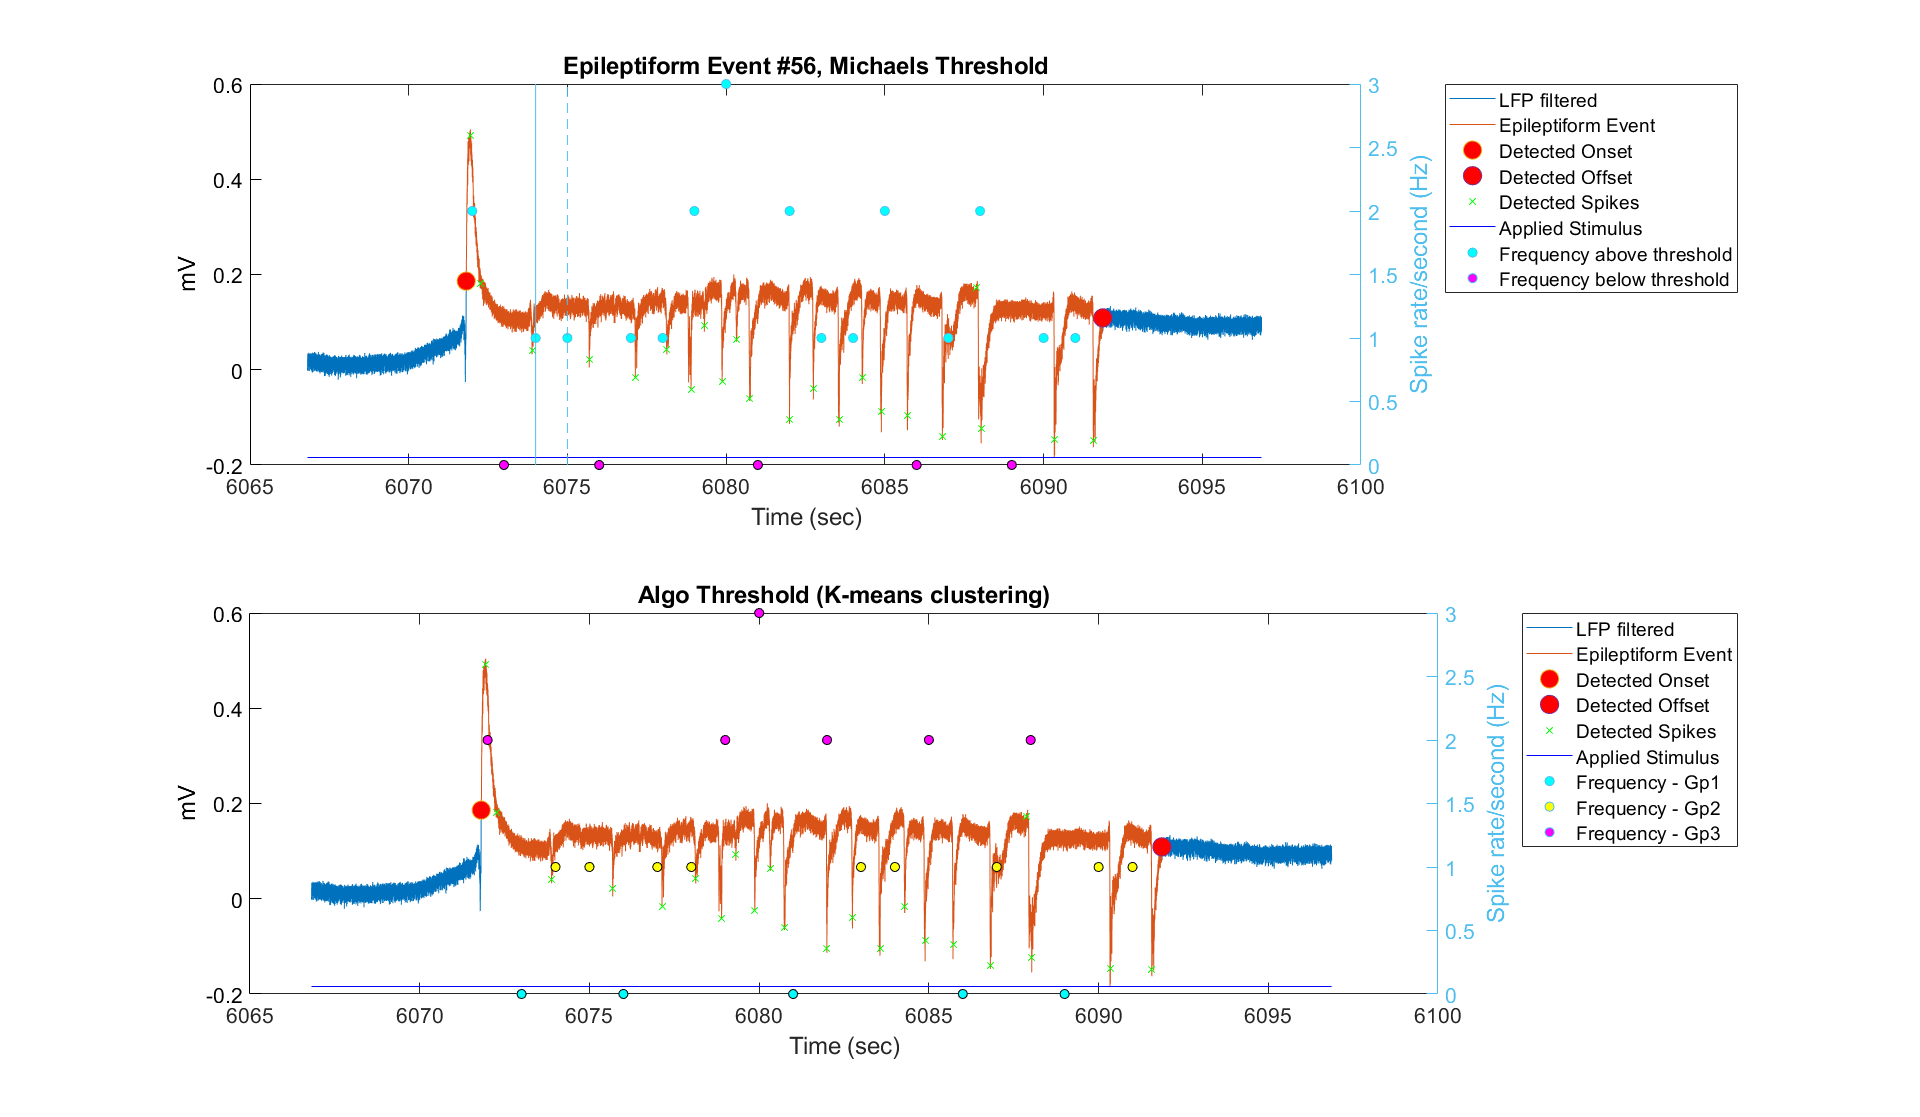 Epileptiform Event #56, Michaels Threshold
0.6
0.4
0.2
0
-0.2
mV
6065
6070
6075
6080
6085
6090
6095
6100
Time (sec)
3
2.5
2
1.5
1
0.5
0
Spike rate/second (Hz)
LFP filtered
Epileptiform Event
Detected Onset
Detected Offset
Detected Spikes
Applied Stimulus
Frequency above threshold
Frequency below threshold
Algo Threshold (K-means clustering)
0.6
0.4
0.2
0
-0.2
mV
6065
6070
6075
6080
6085
6090
6095
6100
Time (sec)
3
2.5
2
1.5
1
0.5
0
Spike rate/second (Hz)
LFP filtered
Epileptiform Event
Detected Onset
Detected Offset
Detected Spikes
Applied Stimulus
Frequency - Gp1
Frequency - Gp2
Frequency - Gp3